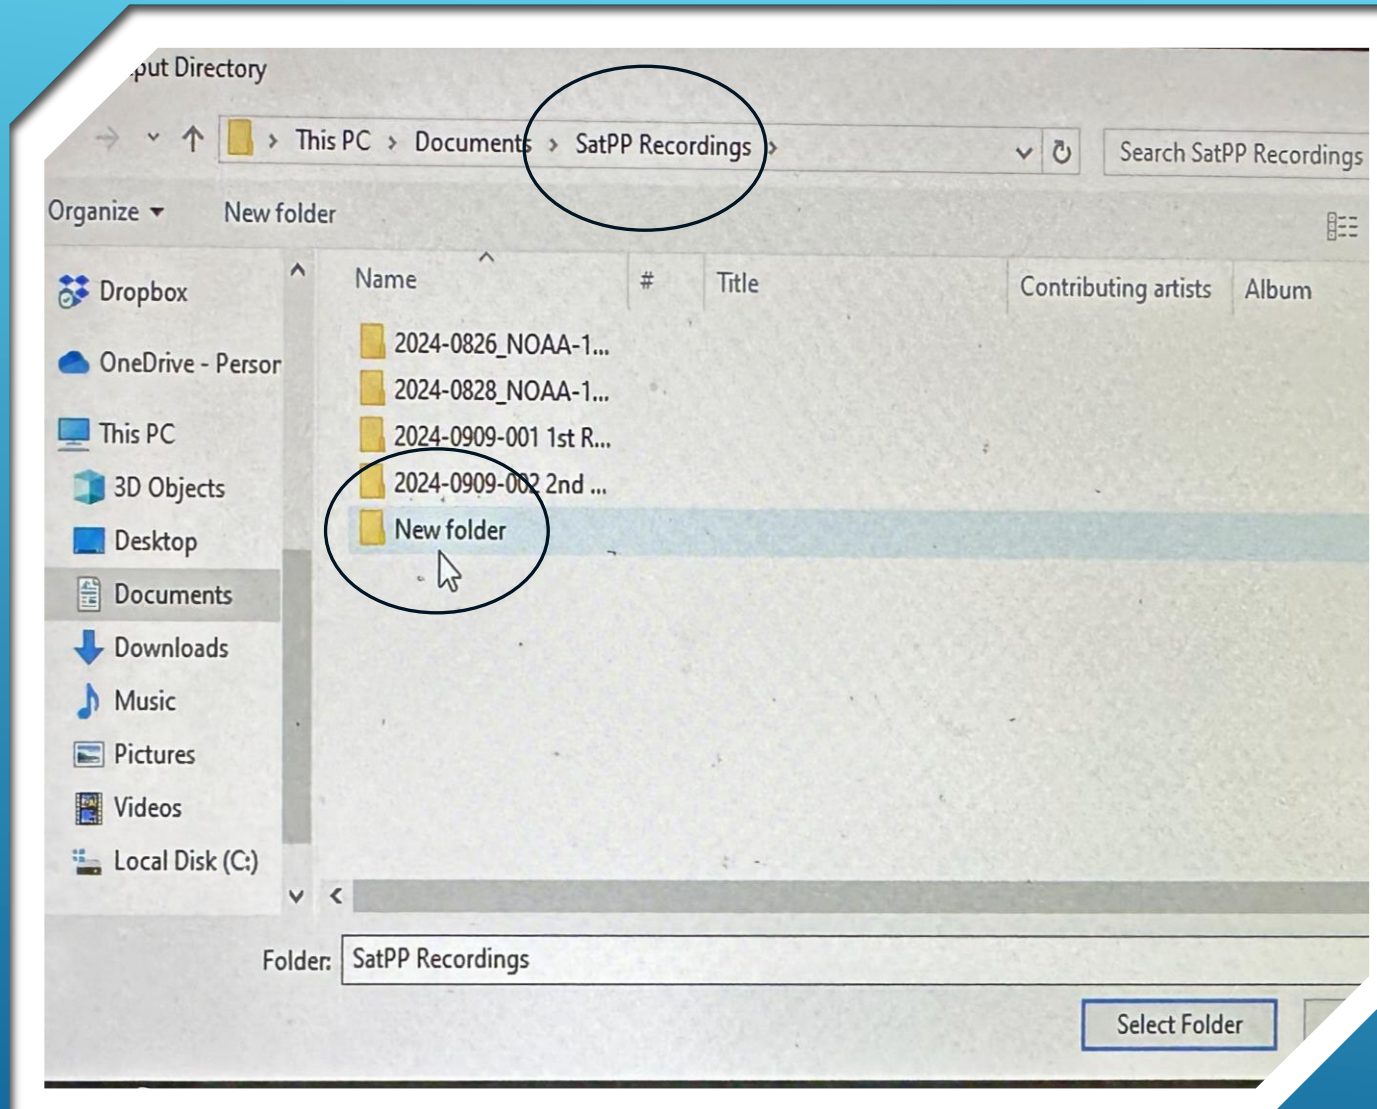 put Directory
This PC > Documents > SatPP Recordings >
Search SatPP Recordings
Organize
New folder
Name
#
Title
Contributing artists
Album
Dropbox
OneDrive - Person
This PC
3D Objects
Desktop
Documents
Downloads
Music
Pictures
Videos
Local Disk (C:)
2024-0826_NOAA-1...
2024-0828_NOAA-1...
2024-0909-001 1st R...
2024-0909-002 2nd ...
New folder
Folder: SatPP Recordings
Select Folder